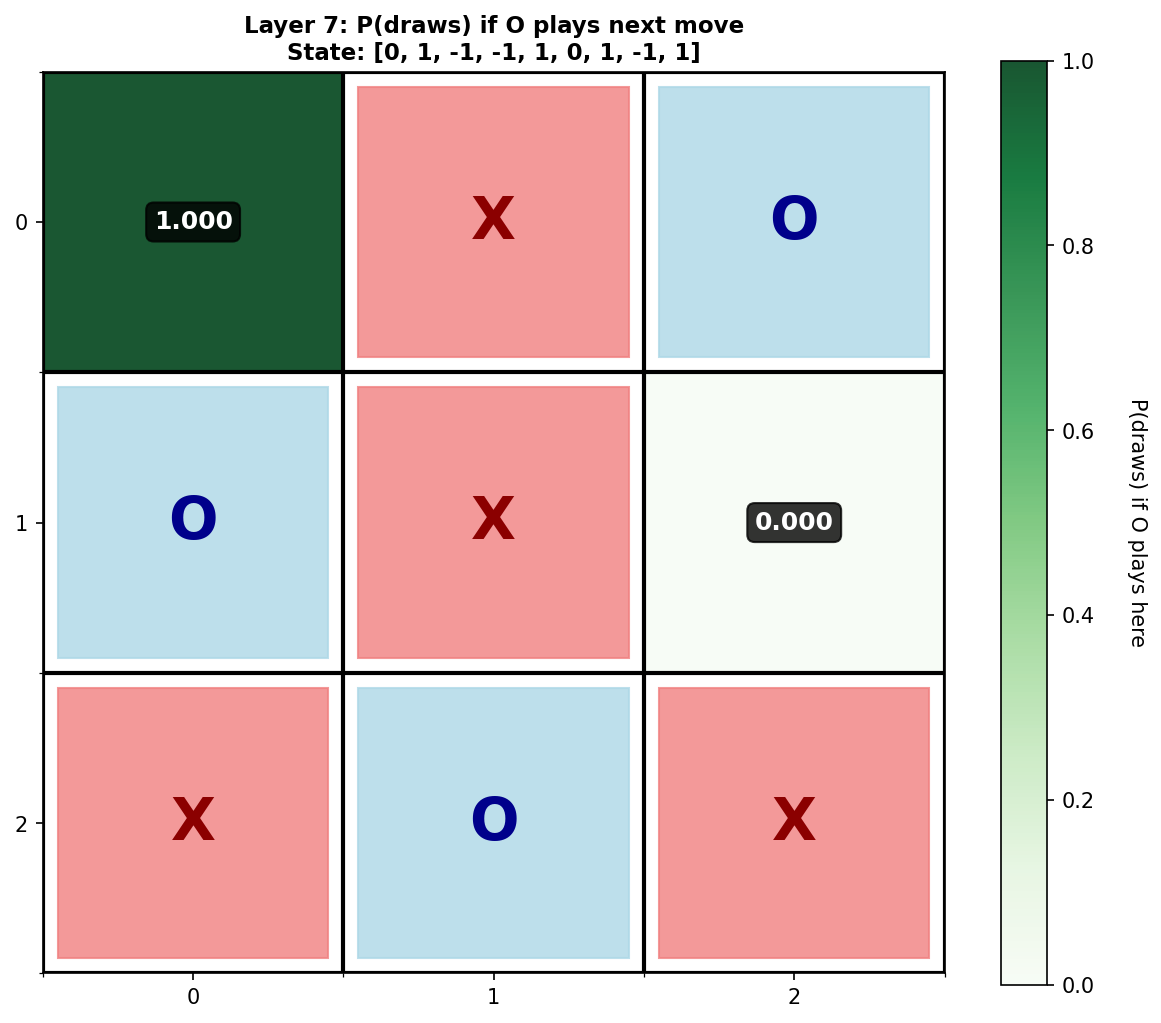 Layer 7: P(draws) if O plays next move
State: [0, 1, -1, -1, 1, 0, 1, -1, 1]
0
1.000
X
O
1
O
X
0.000
2
X
O
X
0
1
2
1.0
0.8
0.6
0.4
0.2
0.0
P(draws) if O plays here